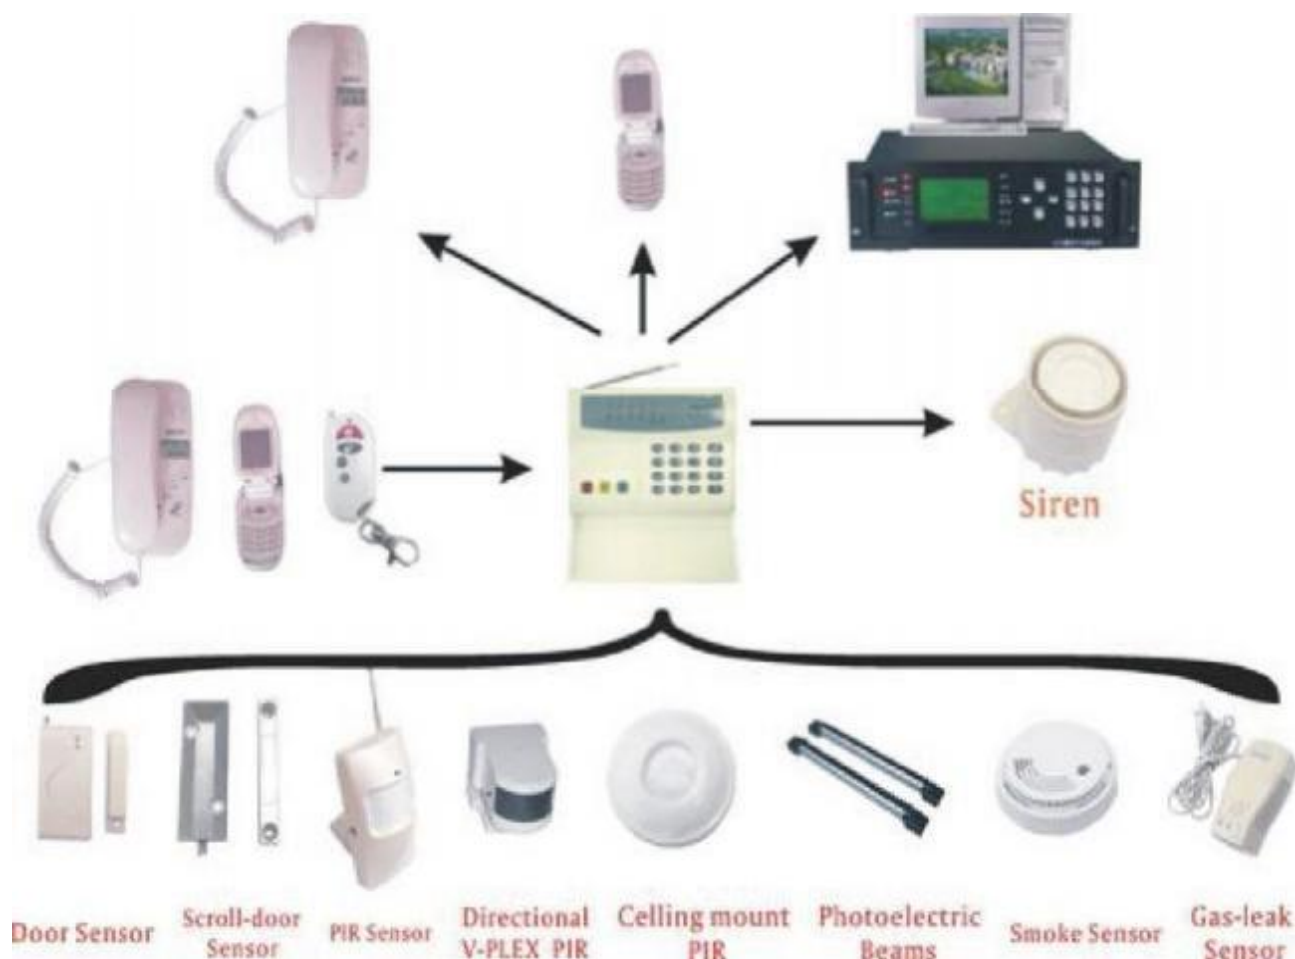 Siren
Door Sensor
Scroll-door
Sensor
PIR Sensor
Directional
V-PLEX PIR
Celling mount
PIR
Photoelectric
Beams
Smoke Sensor
Gas-leak
Sensor